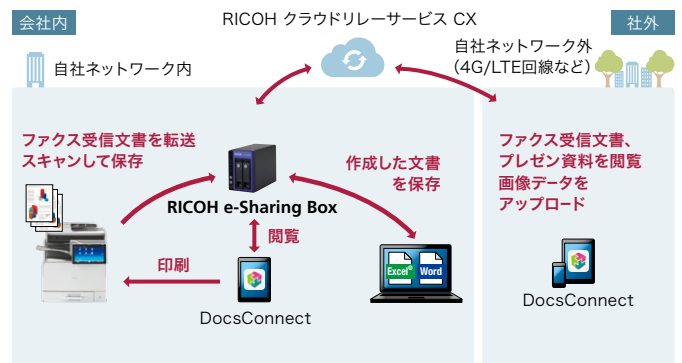 会社内
RICOH クラウドリレーサービス CX
社外
自社ネットワーク内
自社ネットワーク外
（4G/LTE回線など）
ファクス受信文書を転送
スキャンして保存
作成した文書
を保存
ファクス受信文書、
プレゼン資料を閲覧
画像データを
アップロード
RICOH e-Sharing Box
閲覧
印刷
Excel
Word
DocsConnect
DocsConnect